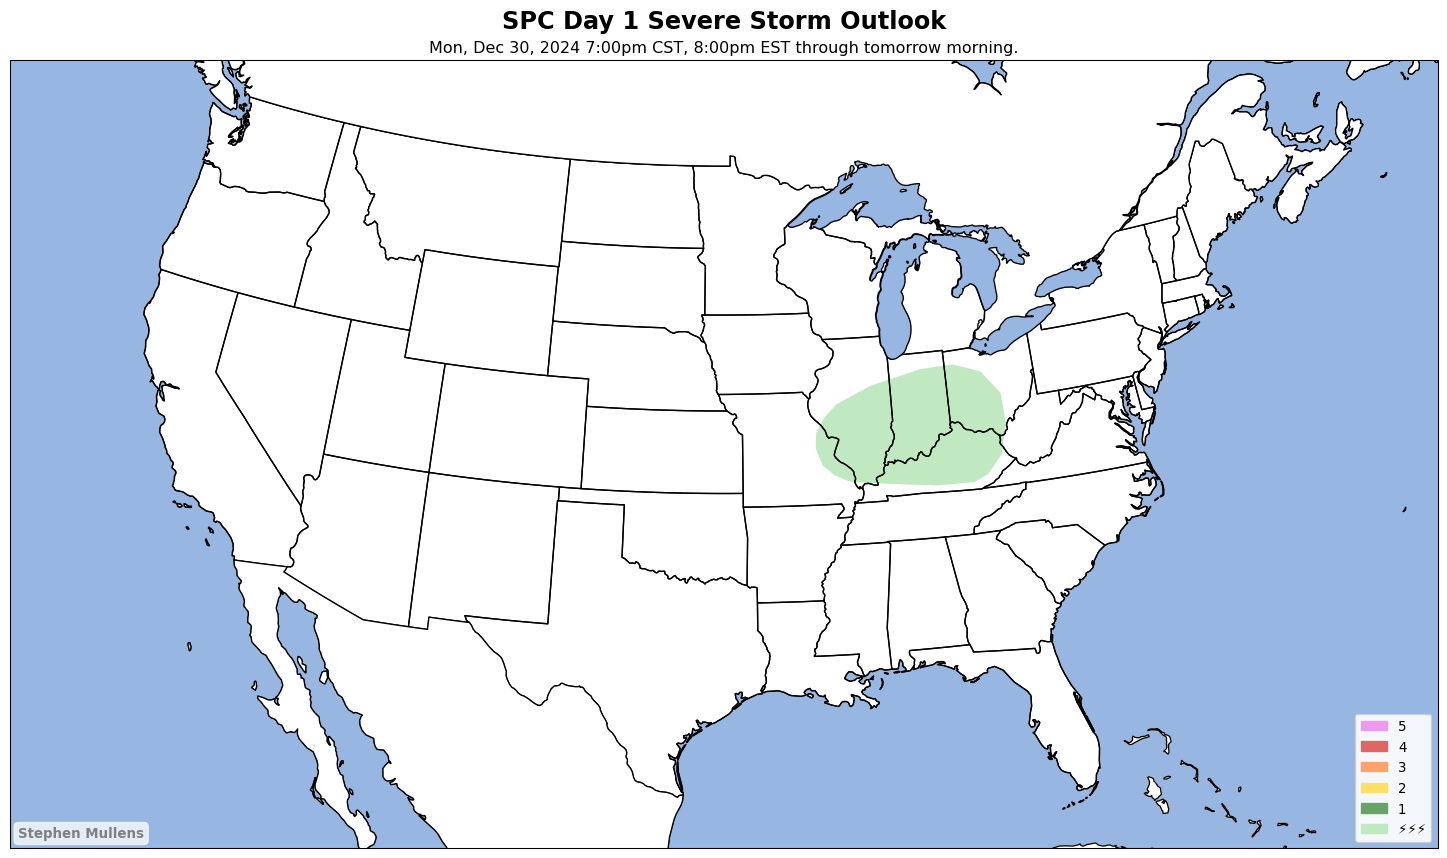 SPC Day 1 Severe Storm Outlook
Mon, Dec 30, 2024 7:00pm CST, 8:00pm EST through tomorrow morning.
5
4
3
2
1
⚡⚡⚡
Stephen Mullens